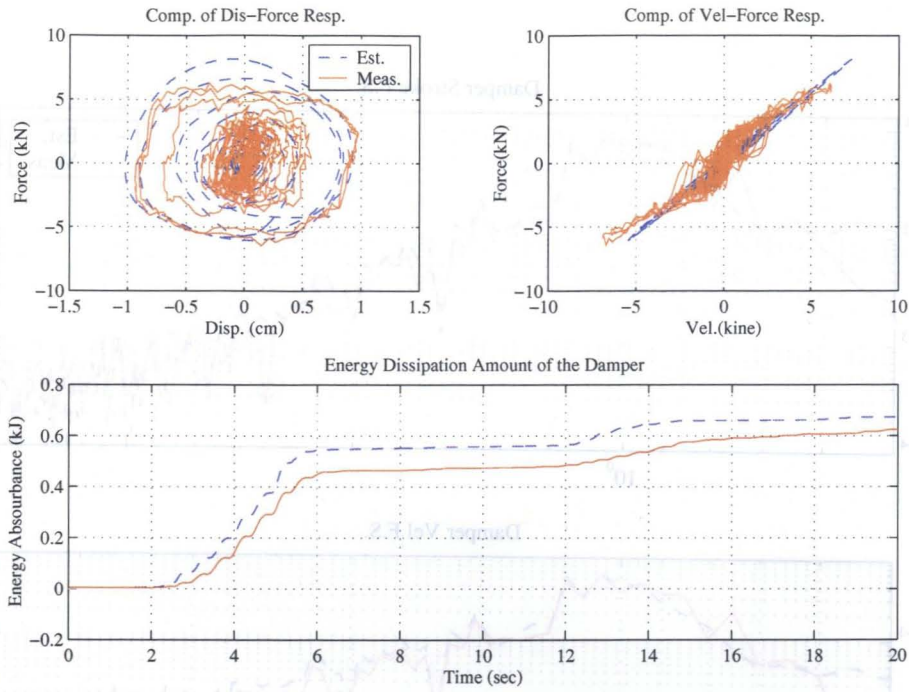 Comp. of Dis-Force Resp.
10
5
0
-5
-10
Force (kN)
-1.5 -1 -0.5 0 0.5 1 1.5
Disp. (cm)
Est.
Meas.
Comp. of Vel-Force Resp.
10
5
0
-5
-10
Force(kN)
-10 -5 0 5 10
Vel.(kine)
Energy Dissipation Amount of the Damper
0.8
0.6
0.4
0.2
0
-0.2
Energy Absourbance (kJ)
0 2 4 6 8 10 12 14 16 18 20
Time (sec)
Damper Vel F.S.